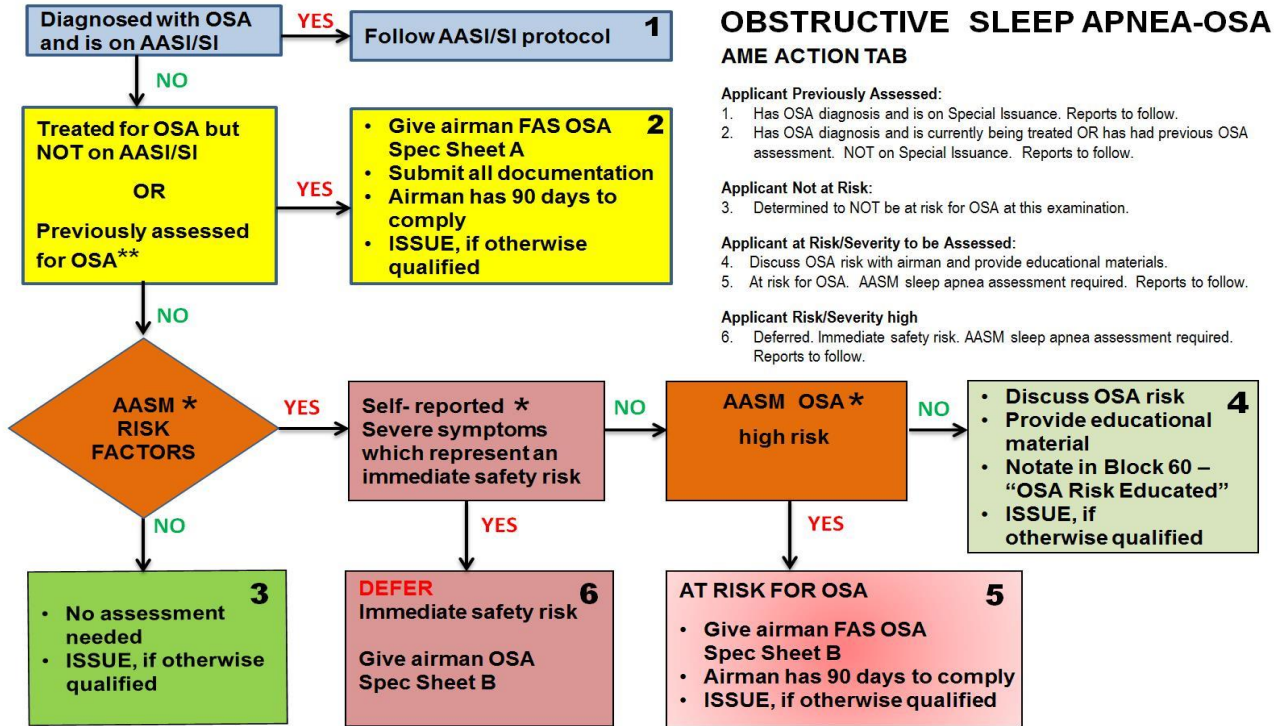 Diagnosed with OSA
and is on AASI/SI
YES
Follow AASI/SI protocol
1
NO
Treated for OSA but
NOT on AASI/SI
OR
Previously assessed
for OSA**
YES
2
• Give airman FAS OSA
Spec Sheet A
• Submit all documentation
• Airman has 90 days to
comply
• ISSUE, if otherwise
qualified
NO
OBSTRUCTIVE SLEEP APNEA-OSA
AME ACTION TAB
Applicant Previously Assessed:
1. Has OSA diagnosis and is on Special Issuance. Reports to follow.
2. Has OSA diagnosis and is currently being treated OR has had previous OSA
assessment. NOT on Special Issuance. Reports to follow.
Applicant Not at Risk:
3. Determined to NOT be at risk for OSA at this examination.
Applicant at Risk/Severity to be Assessed:
4. Discuss OSA risk with airman and provide educational materials.
5. At risk for OSA. AASM sleep apnea assessment required. Reports to follow.
Applicant Risk/Severity high
6. Deferred. Immediate safety risk. AASM sleep apnea assessment required.
Reports to follow.
AASM *
RISK
FACTORS
YES
Self- reported *
Severe symptoms
which represent an
immediate safety risk
NO
AASM OSA *
high risk
NO
4
• Discuss OSA risk
• Provide educational
material
• Notate in Block 60 –
“OSA Risk Educated”
• ISSUE, if
otherwise qualified
NO
YES
YES
3
• No assessment
needed
• ISSUE, if otherwise
qualified
DEFER
6
Immediate safety risk
Give airman OSA
Spec Sheet B
AT RISK FOR OSA
5
• Give airman FAS OSA
Spec Sheet B
• Airman has 90 days to comply
• ISSUE, if otherwise qualified